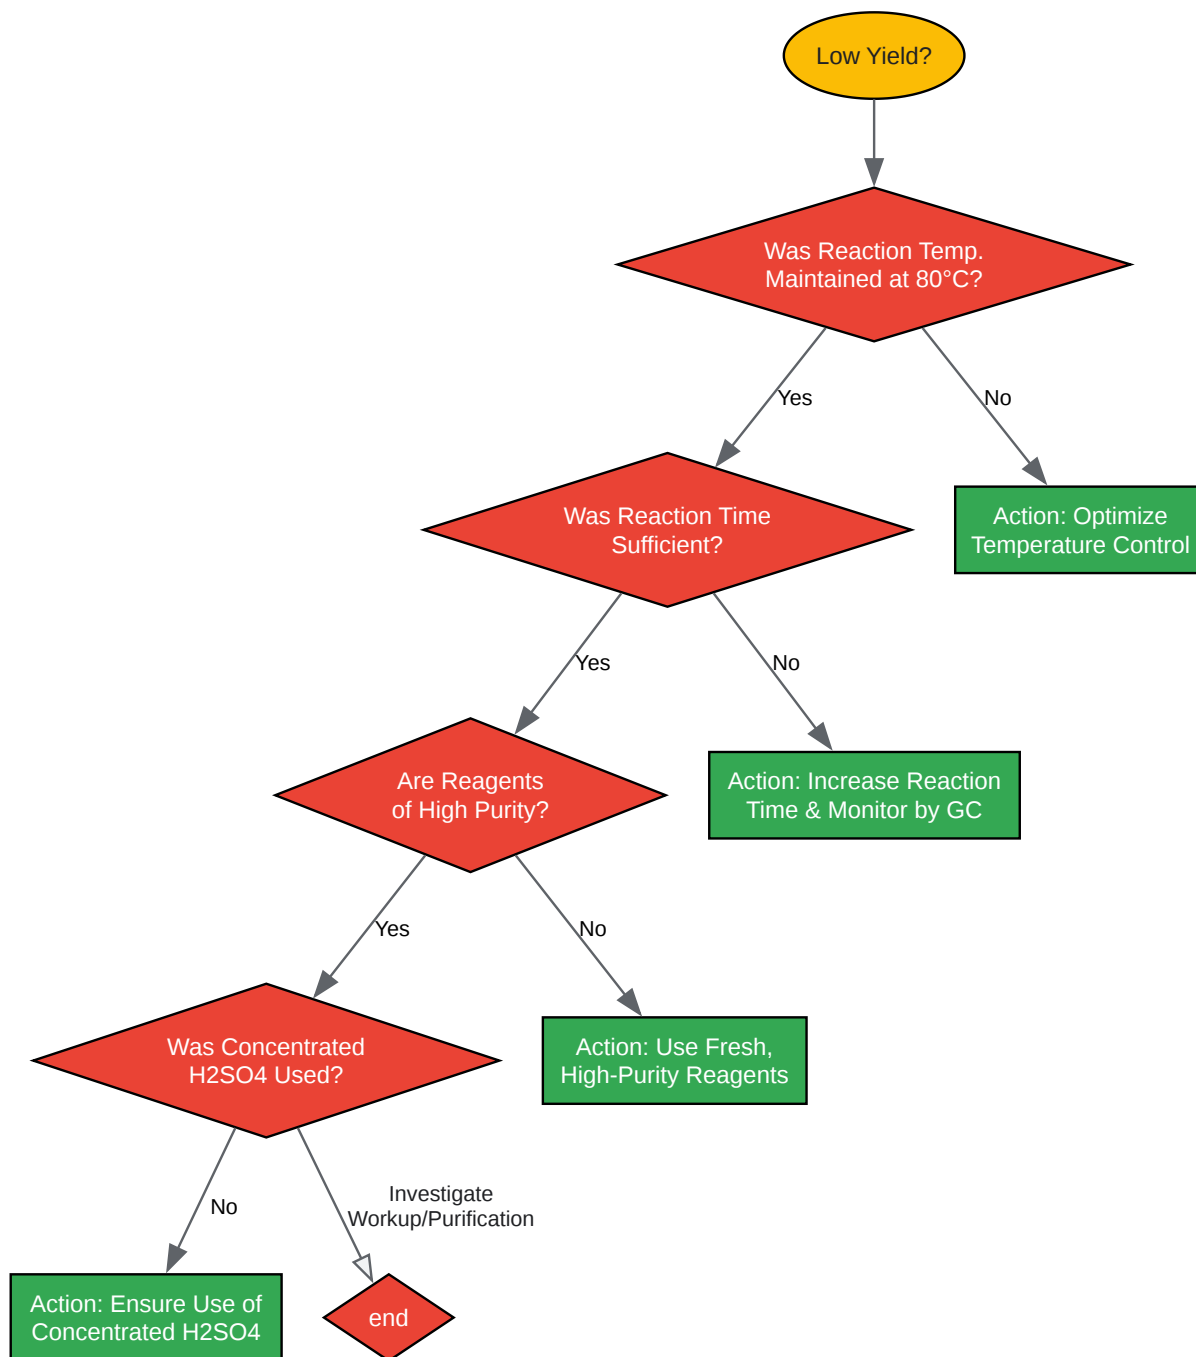 Low Yield?
Was Reaction Temp.
Maintained at 80°C?
Yes
No
Was Reaction Time
Sufficient?
Action: Optimize
Temperature Control
Yes
No
Are Reagents
of High Purity?
Action: Increase Reaction
Time & Monitor by GC
Yes
No
Was Concentrated
H2SO4 Used?
Action: Use Fresh,
High-Purity Reagents
No
Investigate
Workup/Purification
Action: Ensure Use of
Concentrated H2SO4
end